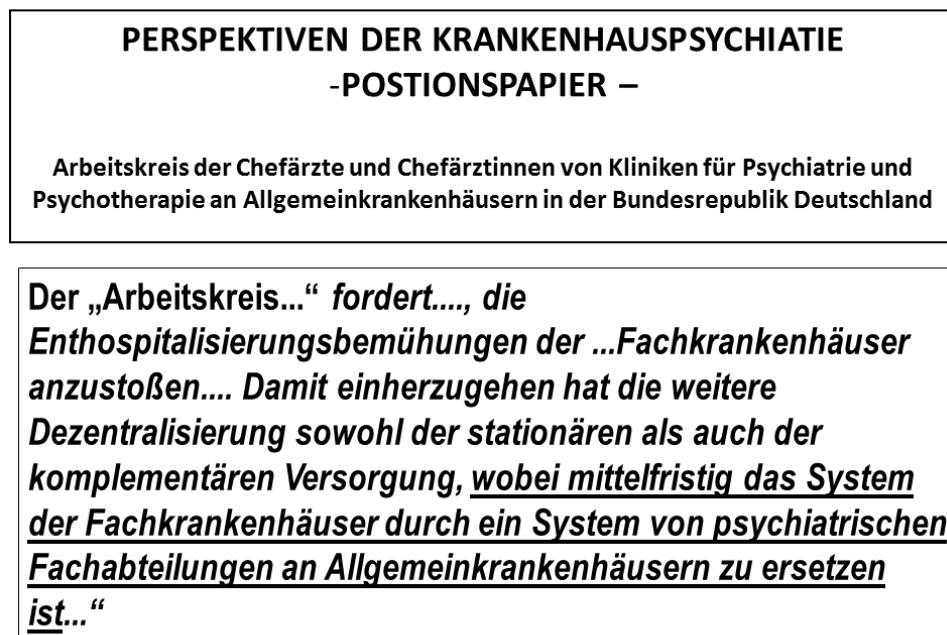 PERSPEKTIVEN DER KRANKENHAUSPSYCHIATIE
-POSTIONSPAPIER –
Arbeitskreis der Chefärzte und Chefärztinnen von Kliniken für Psychiatrie und
Psychotherapie an Allgemeinkrankenhäusern in der Bundesrepublik Deutschland
Der „Arbeitskreis...“ fordert...., die
Enthospitalisierungsbemühungen der ...Fachkrankenhäuser
anzustoßen.... Damit einherzugehen hat die weitere
Dezentralisierung sowohl der stationären als auch der
komplementären Versorgung, wobei mittelfristig das System
der Fachkrankenhäuser durch ein System von psychiatrischen
Fachabteilungen an Allgemeinkrankenhäusern zu ersetzen
ist...“